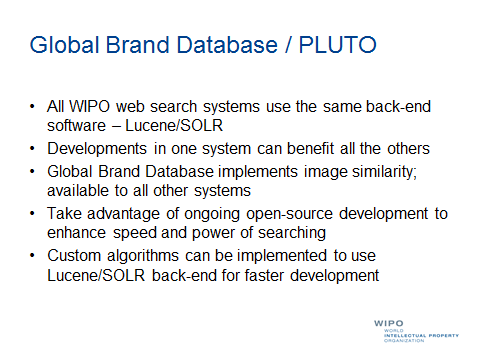 Global Brand Database / PLUTO
• All WIPO web search systems use the same back-end
software – Lucene/SOLR
• Developments in one system can benefit all the others
• Global Brand Database implements image similarity;
available to all other systems
• Take advantage of ongoing open-source development to
enhance speed and power of searching
• Custom algorithms can be implemented to use
Lucene/SOLR back-end for faster development
WIPO
WORLD
INTELLECTUAL PROPERTY
ORGANIZATION